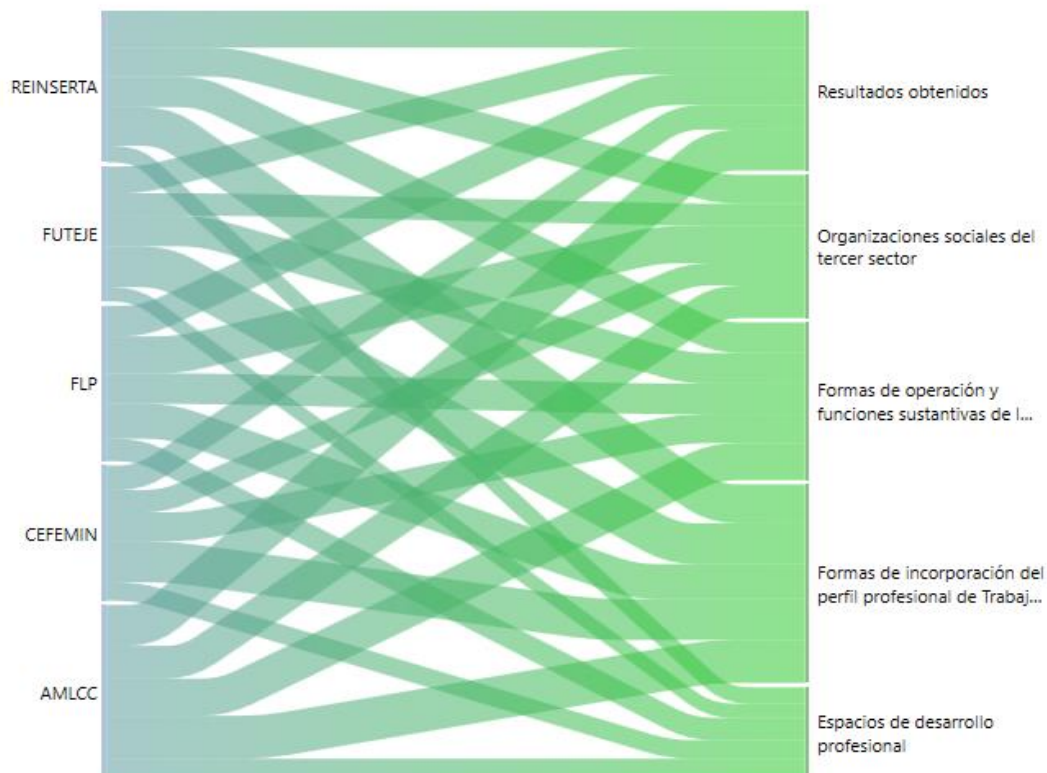 REINSERTA
FUTEJE
FLP
CEFEMIN
AMLCC
Resultados obtenidos
Organizaciones sociales del
tercer sector
Formas de operación y
funciones sustantivas de l...
Formas de incorporación del
perfil profesional de Trabaj...
Espacios de desarrollo
profesional